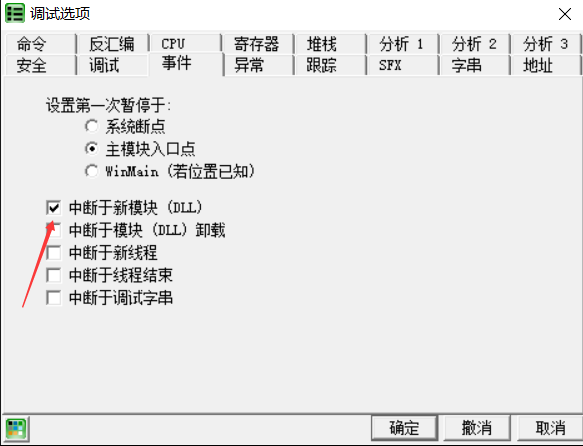 调试选项
命令 反汇编 CPU 寄存器 堆栈 分析 1 分析 2 分析 3
安全 调试 事件 异常 跟踪 SFX 字串 地址
设置第一次暂停于:
系统断点
主模块入口点
WinMain (若位置已知)
中断于新模块 (DLL)
中断于模块 (DLL) 卸载
中断于新线程
中断于线程结束
中断于调试字串
确定 撤消 取消